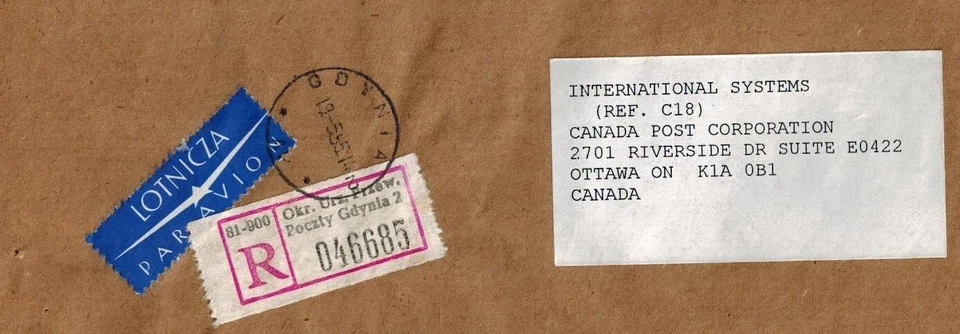 LOTNICZA
PAR AVION
GDYNIA
81-900
Okr. Urz. Przew.
Poczty Gdynia 2
R
046685
INTERNATIONAL SYSTEMS
(REF. C18)
CANADA POST CORPORATION
2701 RIVERSIDE DR SUITE E0422
OTTAWA ON K1A 0B1
CANADA